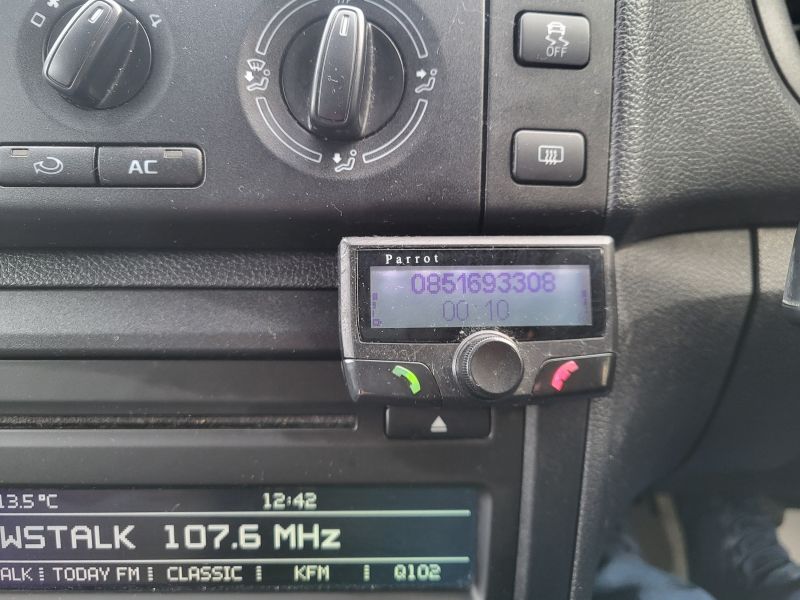 4
OFF
AC
Parrot
0851693308
00:10
13.5°C 12:42
WSTALK 107.6 MHz
ALK TODAY FM CLASSIC KFM Q102